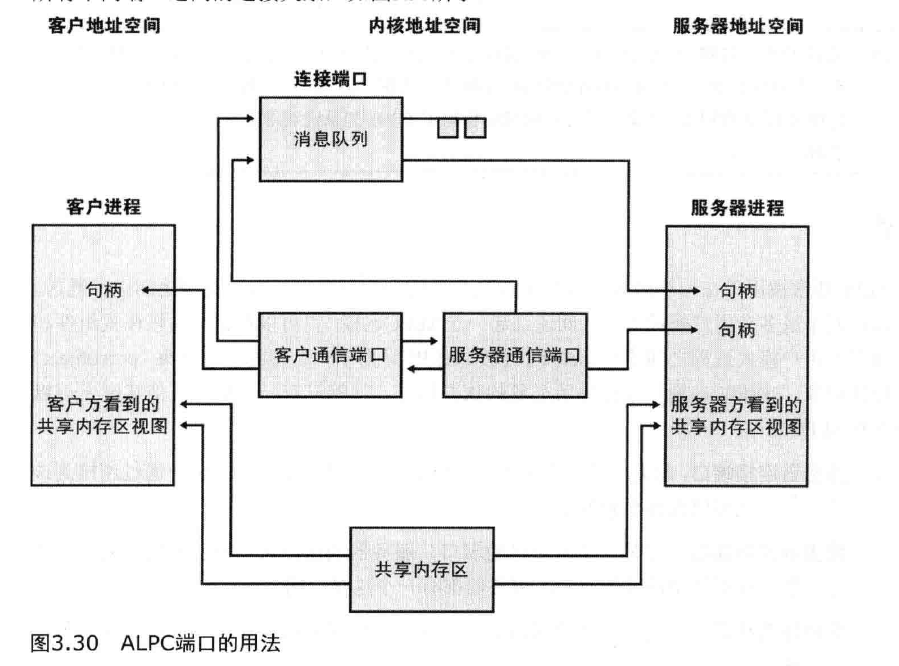 客户地址空间
内核地址空间
服务器地址空间
连接端口
消息队列
客户进程
服务器进程
句柄
句柄
句柄
客户通信端口
服务器通信端口
客户方看到的
共享内存区视图
服务器方看到的
共享内存区视图
共享内存区
图3.30 ALPC端口的用法